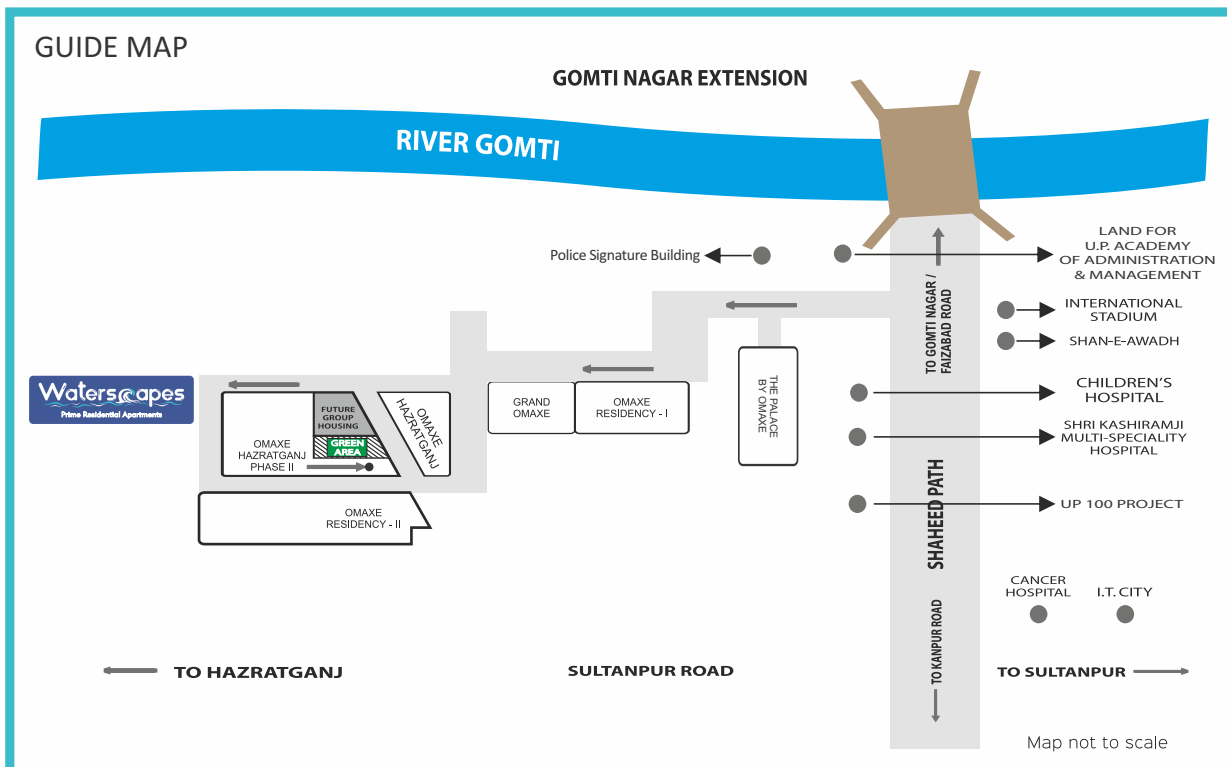 GUIDE MAP
GOMTI NAGAR EXTENSION
RIVER GOMTI
Police Signature Building
LAND FOR
U.P. ACADEMY
OF ADMINISTRATION
& MANAGEMENT
TO GOMTI NAGAR /
FAIZABAD ROAD
INTERNATIONAL
STADIUM
SHAN-E-AWADH
Waterscapes
Prime Residential Apartments
FUTURE
GROUP
HOUSING
GREEN
AREA
OMAXE
HAZRATGANJ
PHASE II
OMAXE
HAZRATGANJ
GRAND
OMAXE
OMAXE
RESIDENCY - I
THE PALACE
BY OMAXE
CHILDREN'S
HOSPITAL
SHRI KASHIRAMJI
MULTI-SPECIALITY
HOSPITAL
OMAXE
RESIDENCY - II
SHAHEED PATH
UP 100 PROJECT
CANCER
HOSPITAL
I.T. CITY
TO KANPUR ROAD
TO HAZRATGANJ
SULTANPUR ROAD
TO SULTANPUR
Map not to scale